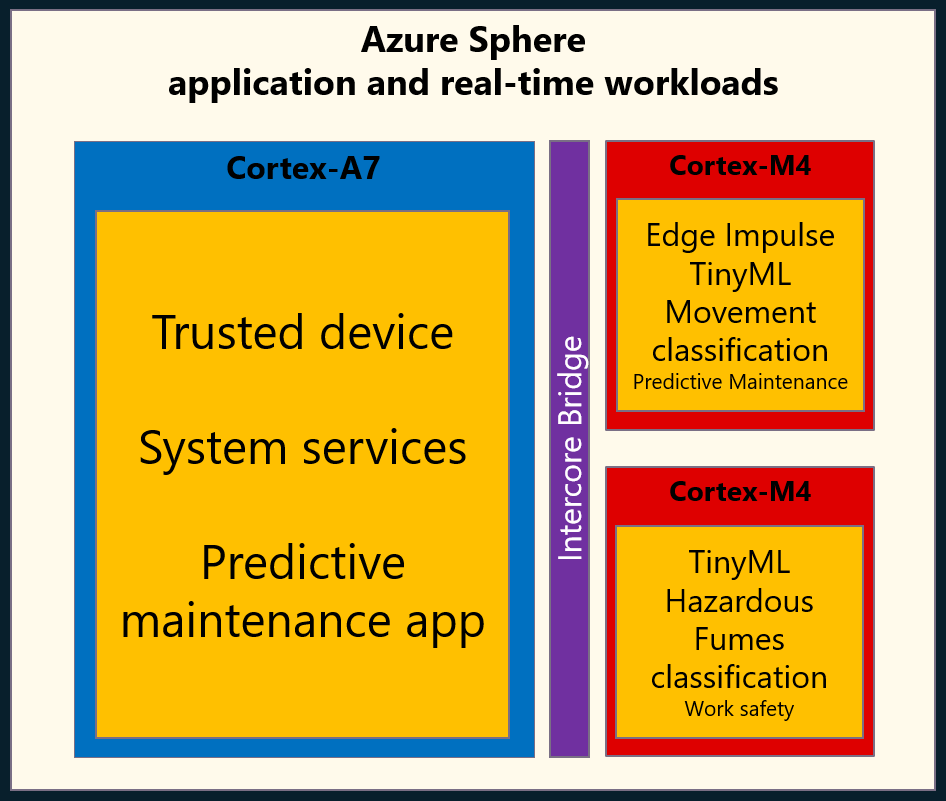 Azure Sphere
application and real-time workloads
Cortex-A7
Trusted device
System services
Predictive
maintenance app
Intercore Bridge
Cortex-M4
Edge Impulse
TinyML
Movement
classification
Predictive Maintenance
Cortex-M4
TinyML
Hazardous
Fumes
classification
Work safety